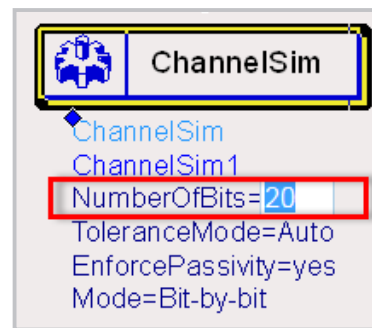 ChannelSim
ChannelSim
ChannelSim1
NumberOfBits=20
ToleranceMode=Auto
EnforcePassivity=yes
Mode=Bit-by-bit